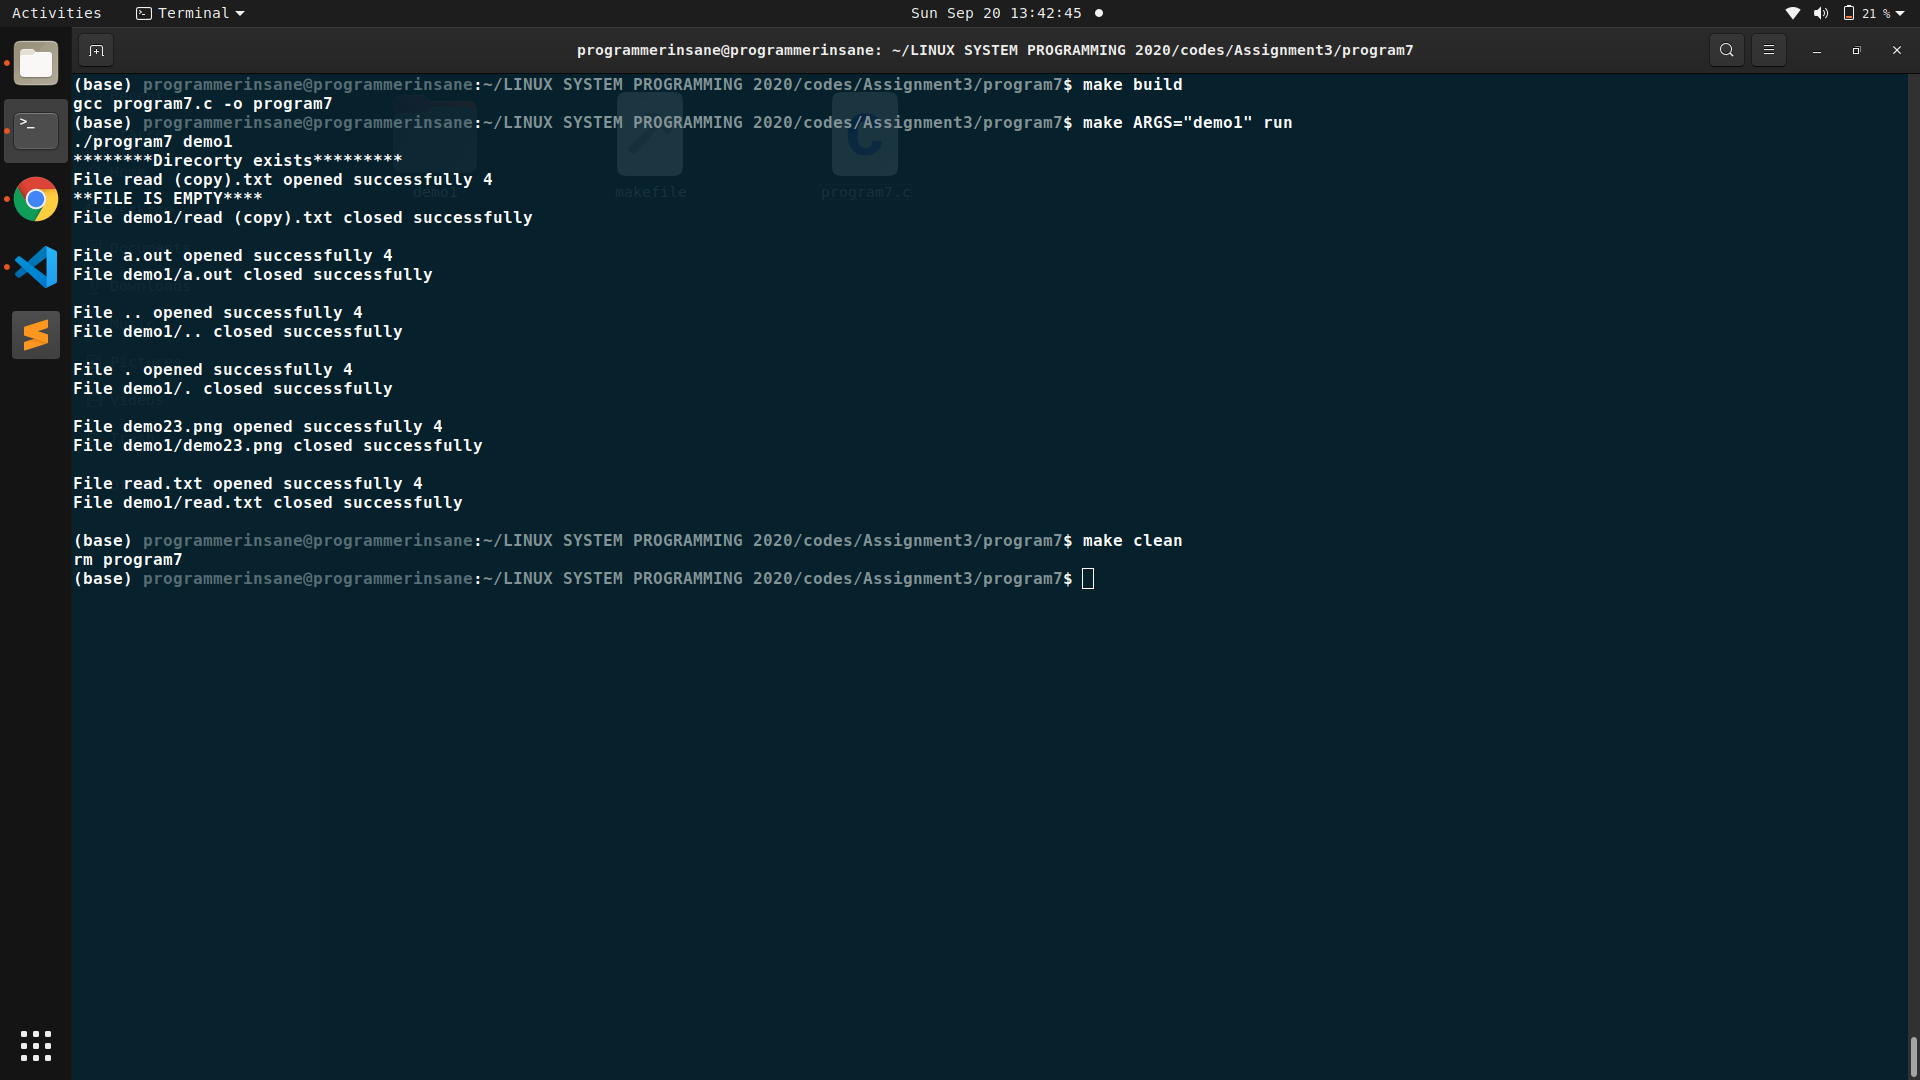 Activities
Terminal
Sun Sep 20 13:42:45
21 %
programmerinsane@programmerinsane: ~/LINUX SYSTEM PROGRAMMING 2020/codes/Assignment3/program7
(base) programmerinsane@programmerinsane:~/LINUX SYSTEM PROGRAMMING 2020/codes/Assignment3/program7$ make build
gcc program7.c -o program7
(base) programmerinsane@programmerinsane:~/LINUX SYSTEM PROGRAMMING 2020/codes/Assignment3/program7$ make ARGS="demo1" run
./program7 demo1
********Direcorty exists*********
File read (copy).txt opened successfully 4
**FILE IS EMPTY****
File demo1/read (copy).txt closed successfully
File a.out opened successfully 4
File demo1/a.out closed successfully
File .. opened successfully 4
File demo1/.. closed successfully
File . opened successfully 4
File demo1/. closed successfully
File demo23.png opened successfully 4
File demo1/demo23.png closed successfully
File read.txt opened successfully 4
File demo1/read.txt closed successfully
(base) programmerinsane@programmerinsane:~/LINUX SYSTEM PROGRAMMING 2020/codes/Assignment3/program7$ make clean
rm program7
(base) programmerinsane@programmerinsane:~/LINUX SYSTEM PROGRAMMING 2020/codes/Assignment3/program7$
demo1
makefile
program7.c
Documents
Downloads
Pictures
Videos